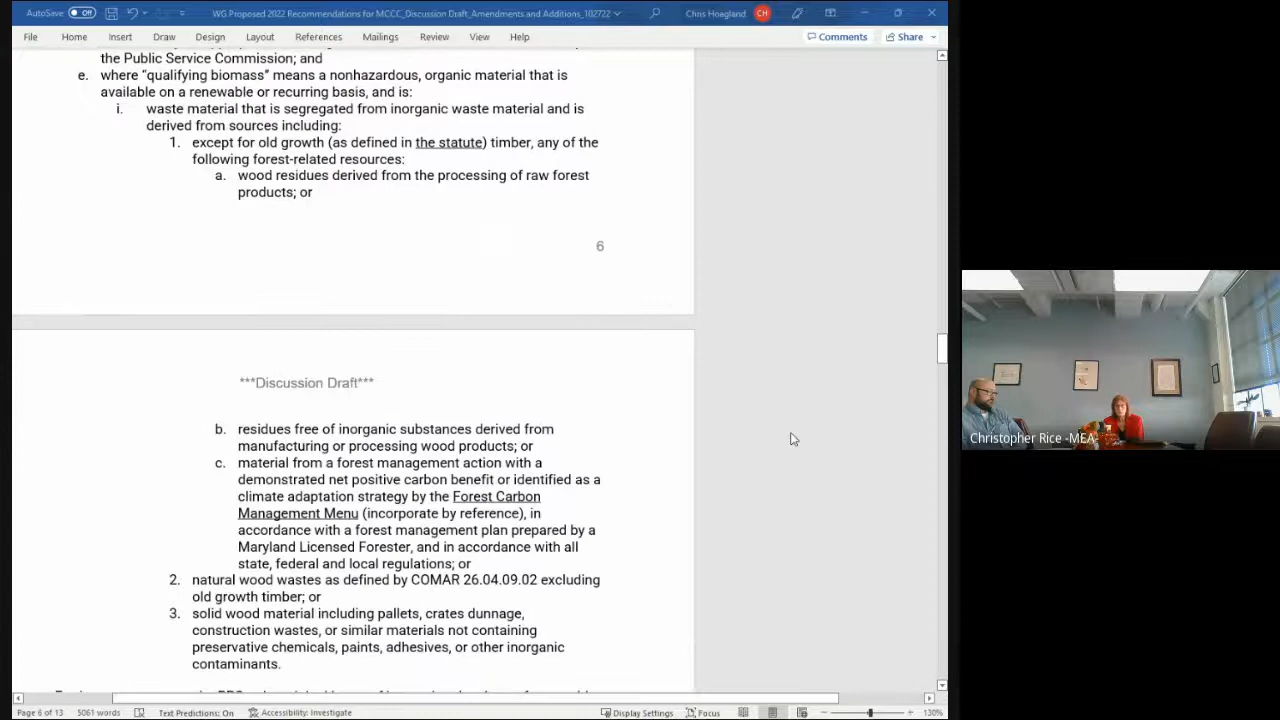 AutoSave Off WG Proposed 2022 Recommendations for MCCC_Discussion Draft_Amendments and Additions_102722 Chris Hoagland CH
File Home Insert Draw Design Layout References Mailings Review View Help Comments Share
the Public Service Commission; and
e. where “qualifying biomass” means a nonhazardous, organic material that is
available on a renewable or recurring basis, and is:
i. waste material that is segregated from inorganic waste material and is
derived from sources including:
1. except for old growth (as defined in the statute) timber, any of the
following forest-related resources:
a. wood residues derived from the processing of raw forest
products; or
6
***Discussion Draft***
b. residues free of inorganic substances derived from
manufacturing or processing wood products; or
c. material from a forest management action with a
demonstrated net positive carbon benefit or identified as a
climate adaptation strategy by the Forest Carbon
Management Menu (incorporate by reference), in
accordance with a forest management plan prepared by a
Maryland Licensed Forester, and in accordance with all
state, federal and local regulations; or
2. natural wood wastes as defined by COMAR 26.04.09.02 excluding
old growth timber; or
3. solid wood material including pallets, crates dunnage,
construction wastes, or similar materials not containing
preservative chemicals, paints, adhesives, or other inorganic
contaminants.
Christopher Rice -MEA-
Page 6 of 13 5061 words Text Predictions: On Accessibility: Investigate Display Settings Focus 130%